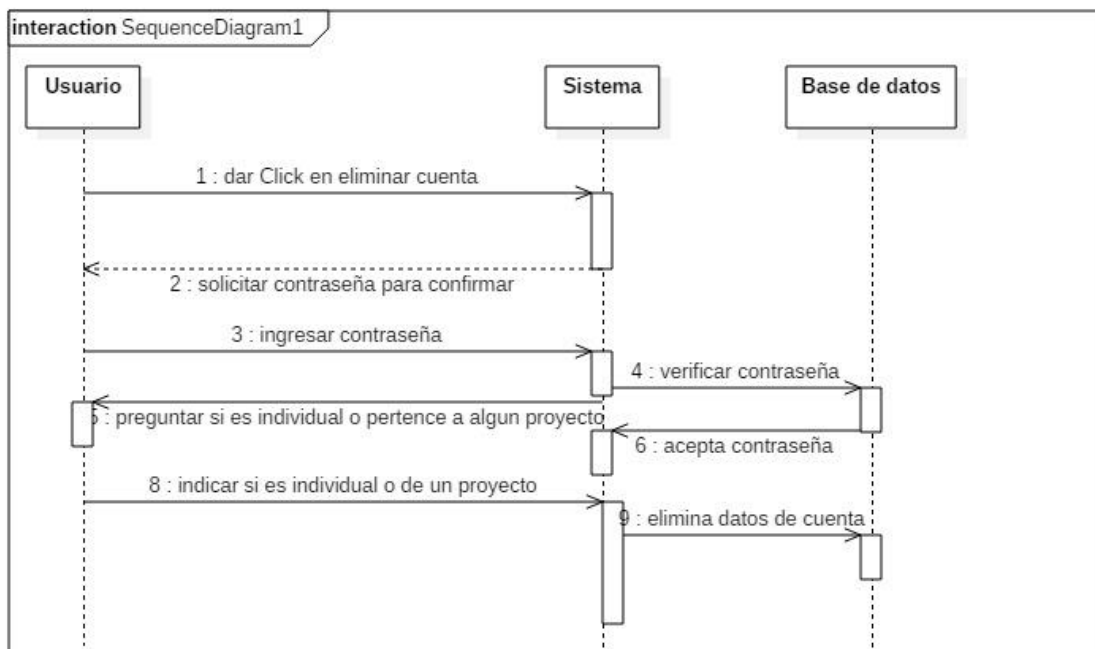 interaction SequenceDiagram1
Usuario
Sistema
Base de datos
1 : dar Click en eliminar cuenta
2 : solicitar contraseña para confirmar
3 : ingresar contraseña
4 : verificar contraseña
5 : preguntar si es individual o pertence a algun proyecto
6 : acepta contraseña
8 : indicar si es individual o de un proyecto
9 : elimina datos de cuenta